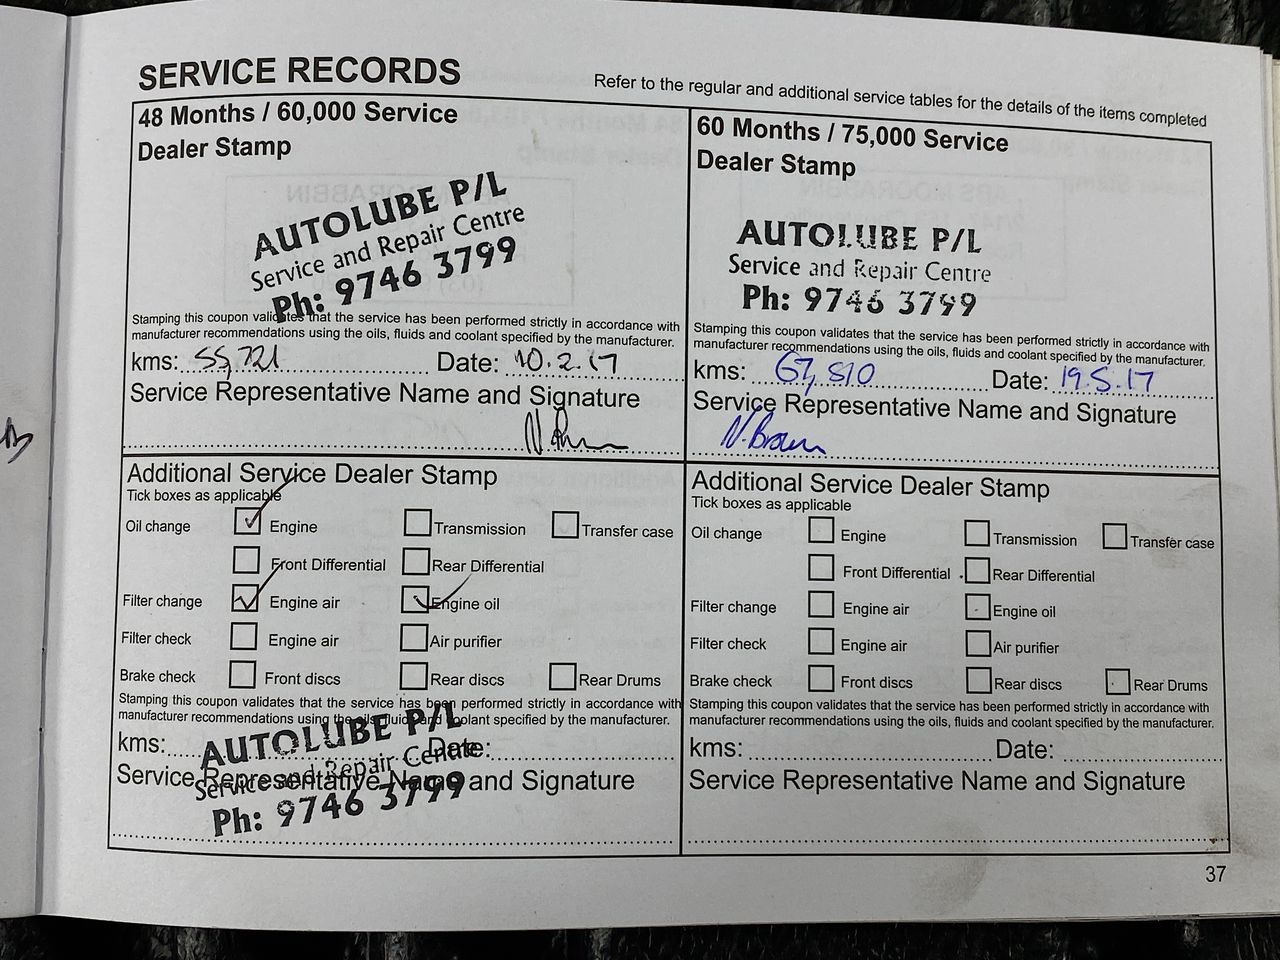 SERVICE RECORDS
Refer to the regular and additional service tables for the details of the items completed
48 Months / 60,000 Service
Dealer Stamp
AUTOLUBE P/L
Service and Repair Centre
Ph: 9746 3799
Stamping this coupon validates that the service has been performed strictly in accordance with
manufacturer recommendations using the oils, fluids and coolant specified by the manufacturer.
kms: 55,721 Date: 10.2.17
Service Representative Name and Signature
60 Months / 75,000 Service
Dealer Stamp
AUTOLUBE P/L
Service and Repair Centre
Ph: 9746 3799
Stamping this coupon validates that the service has been performed strictly in accordance with
manufacturer recommendations using the oils, fluids and coolant specified by the manufacturer.
kms: 67,510 Date: 19.5.17
Service Representative Name and Signature
N. Brown
Additional Service Dealer Stamp
Tick boxes as applicable
Oil change Engine Transmission Transfer case
Front Differential Rear Differential
Filter change Engine air Engine oil
Filter check Engine air Air purifier
Brake check Front discs Rear discs Rear Drums
Stamping this coupon validates that the service has been performed strictly in accordance with
manufacturer recommendations using the oils, fluids and coolant specified by the manufacturer.
kms: Date:
Service Representative Name and Signature
AUTOLUBE P/L
Service and Repair Centre
Ph: 9746 3799
Additional Service Dealer Stamp
Tick boxes as applicable
Oil change Engine Transmission Transfer case
Front Differential Rear Differential
Filter change Engine air Engine oil
Filter check Engine air Air purifier
Brake check Front discs Rear discs Rear Drums
Stamping this coupon validates that the service has been performed strictly in accordance with
manufacturer recommendations using the oils, fluids and coolant specified by the manufacturer.
kms: Date:
Service Representative Name and Signature
37